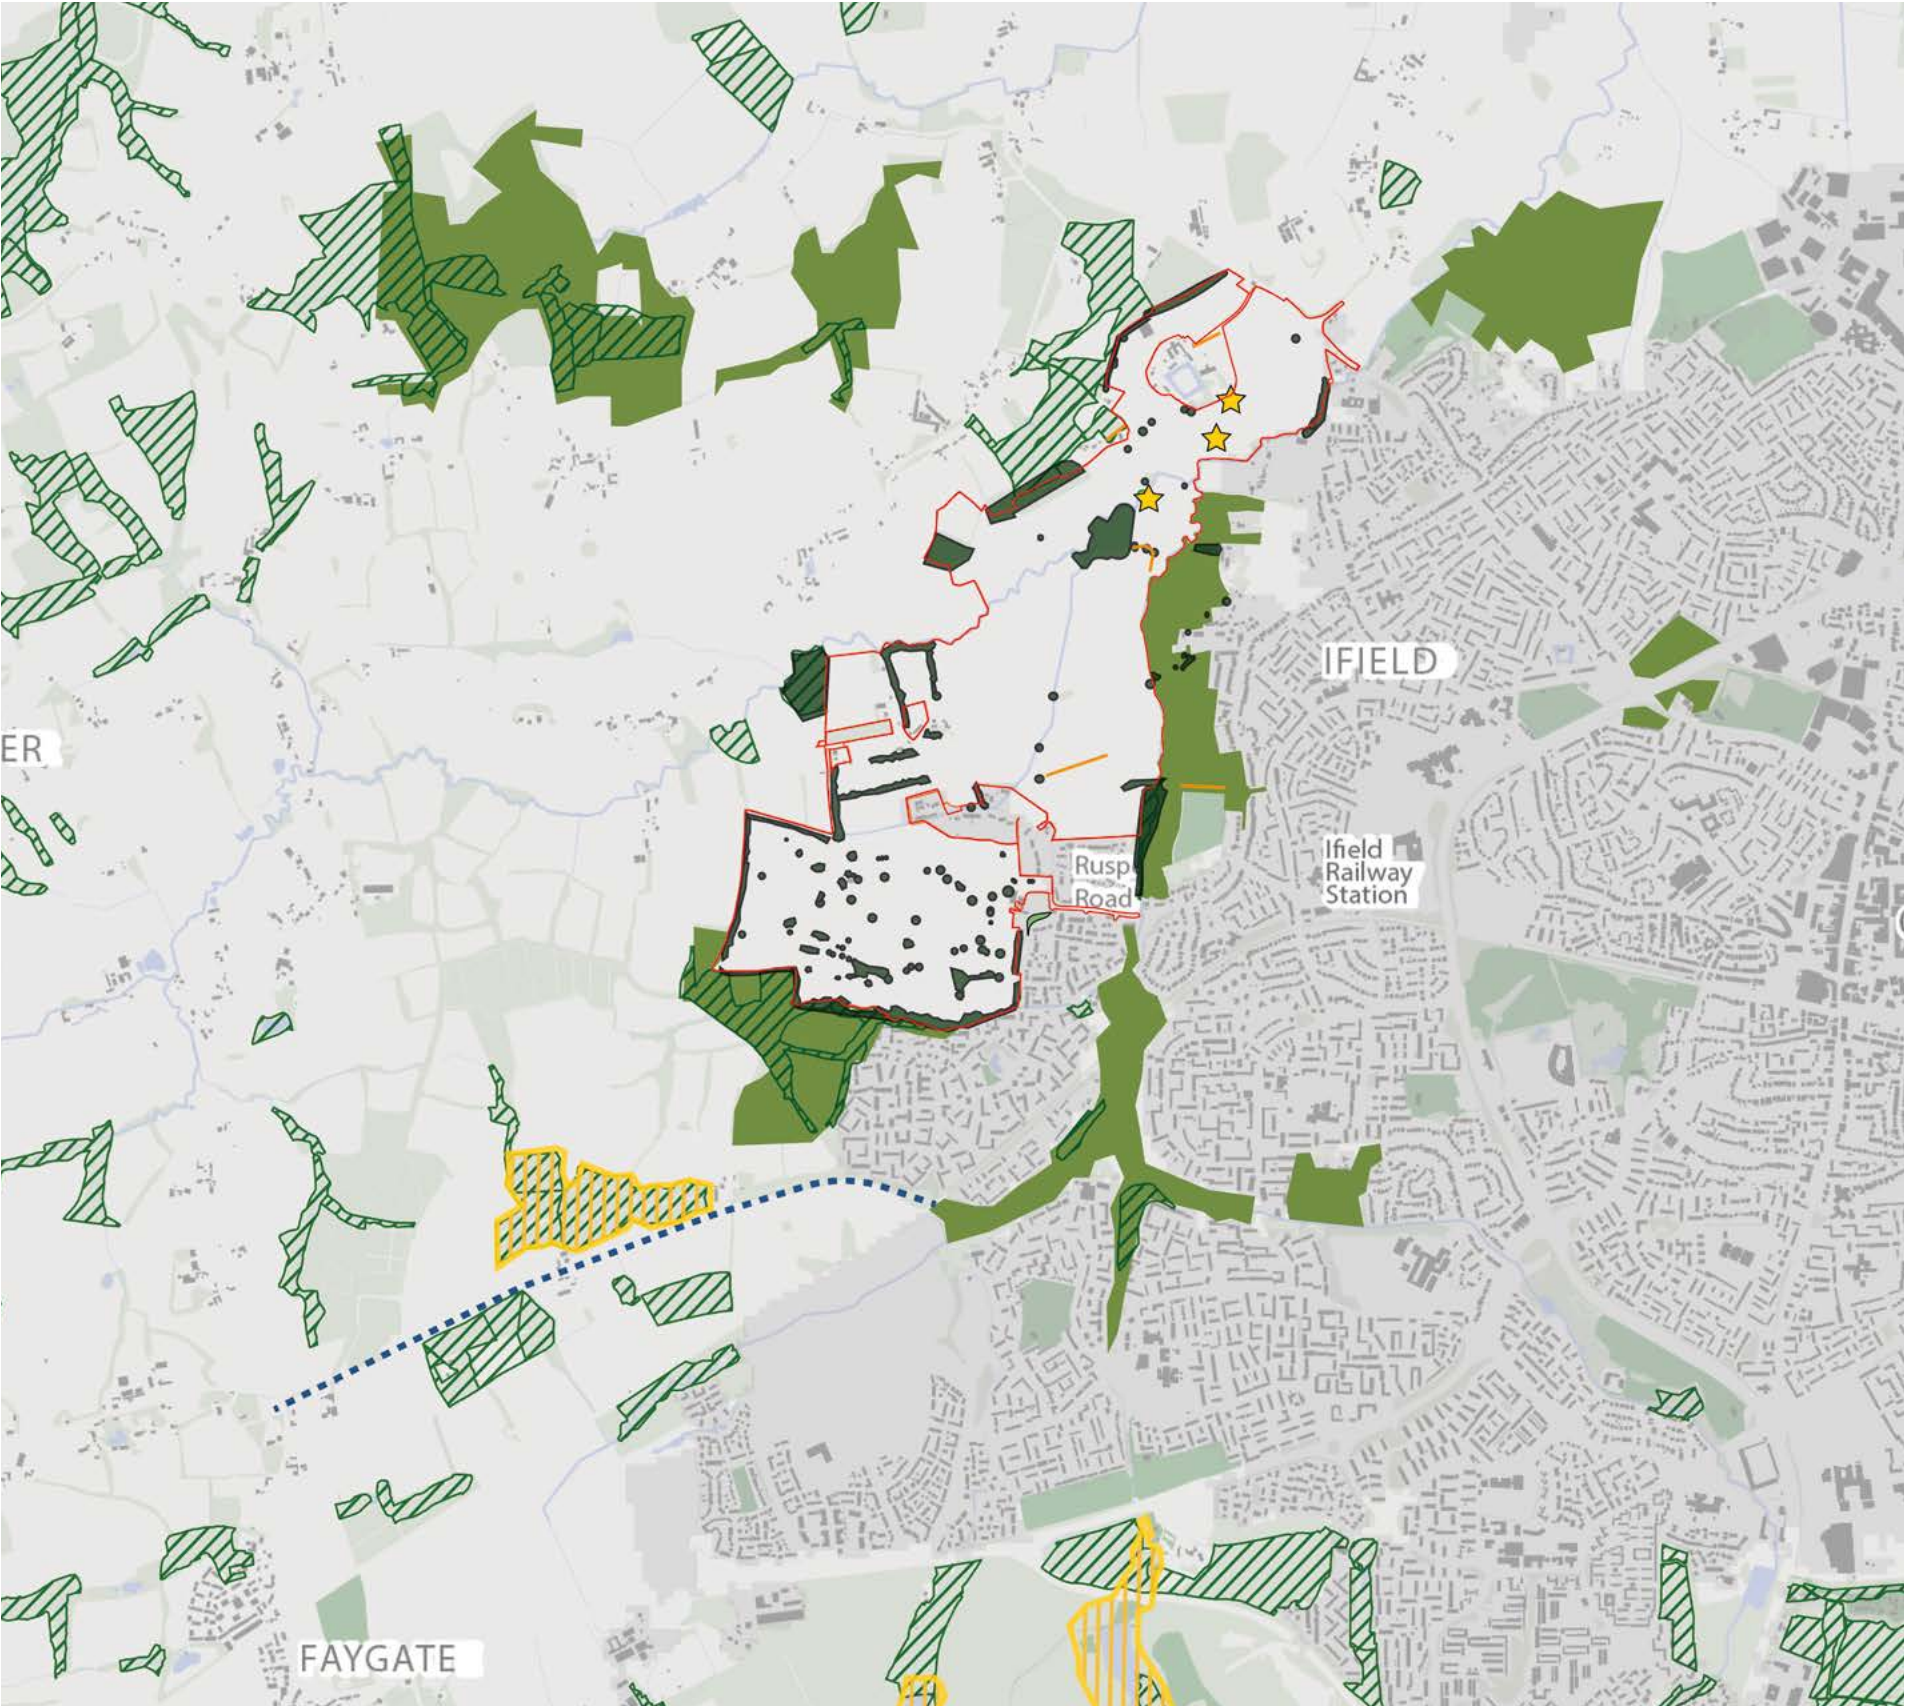 IFIELD
ER
Ifield
Railway
Station
Rusp
Road
FAYGATE